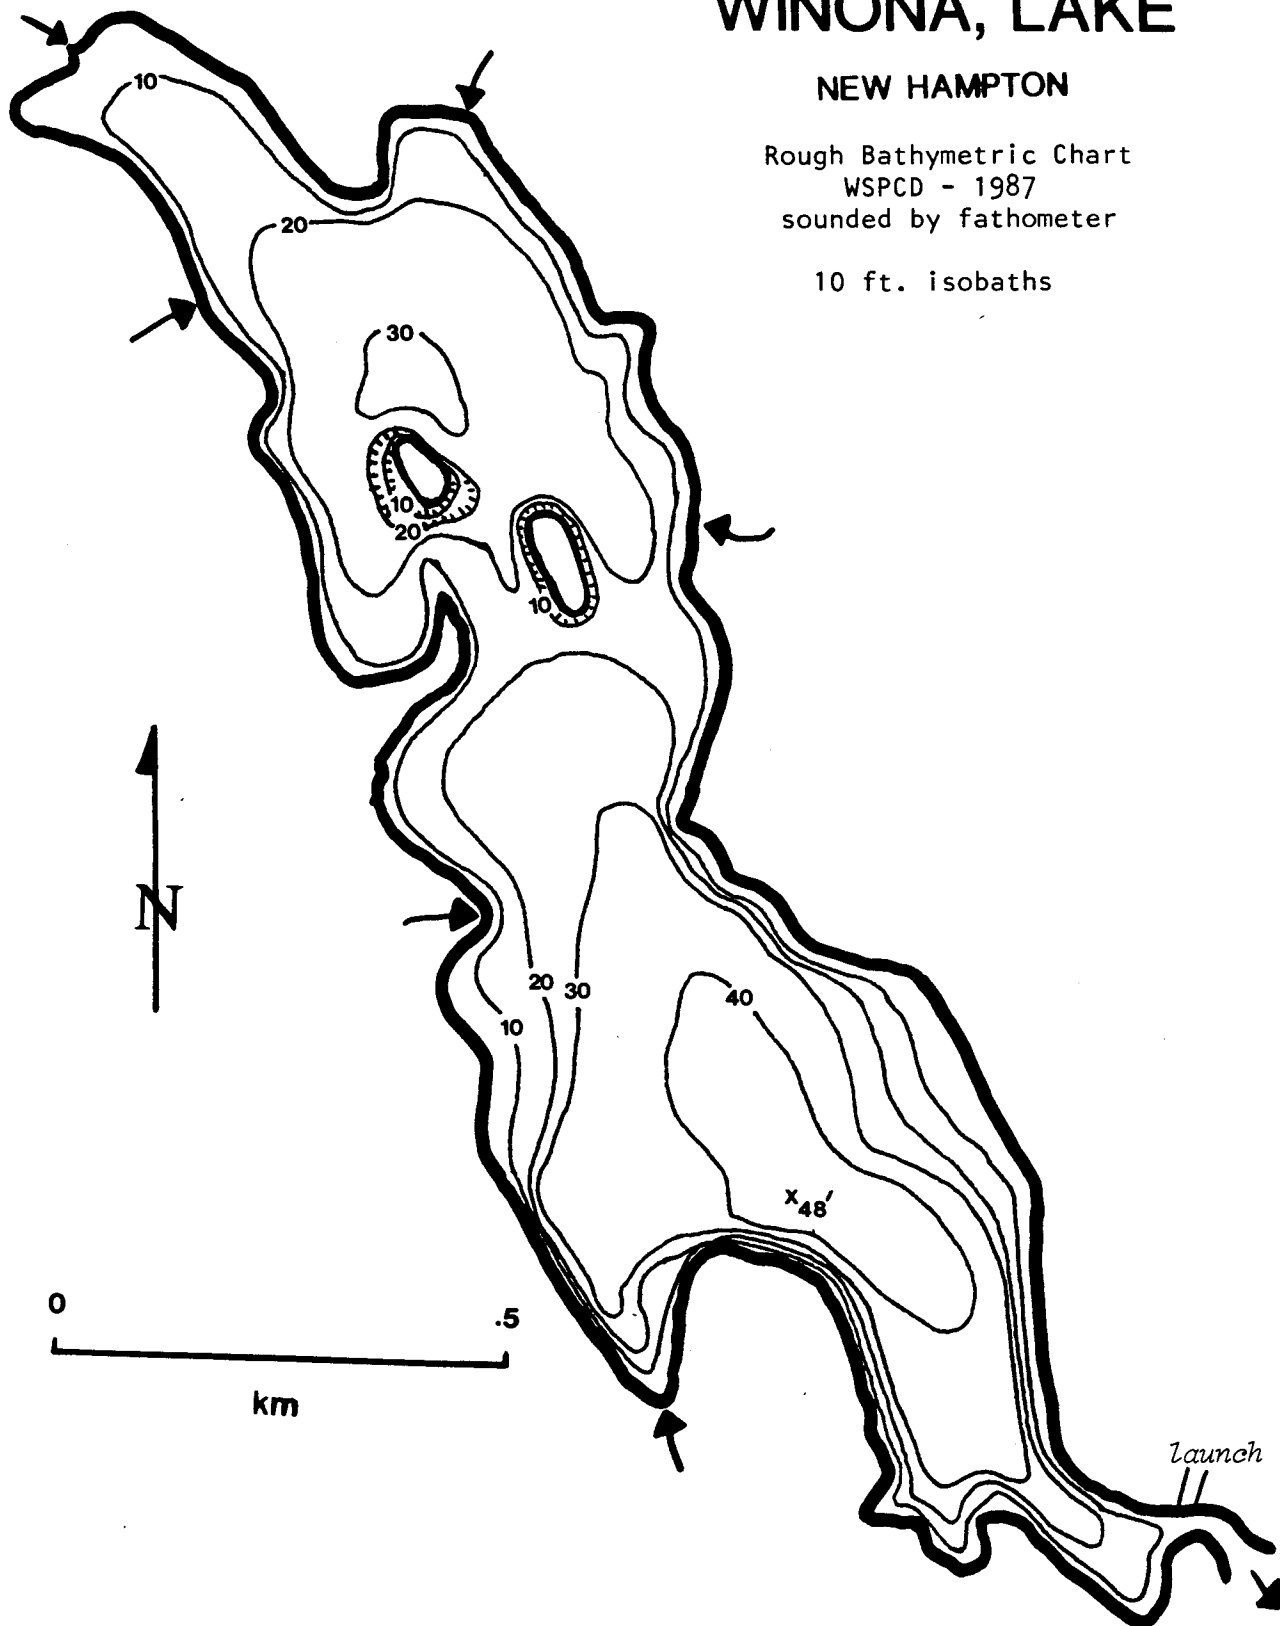 WINONA, LAKE
NEW HAMPTON
Rough Bathymetric Chart
WSPCD - 1987
sounded by fathometer
10 ft. isobaths
10
20
30
10
20
10
N
20 30
40
10
x48'
0
.5
km
launch